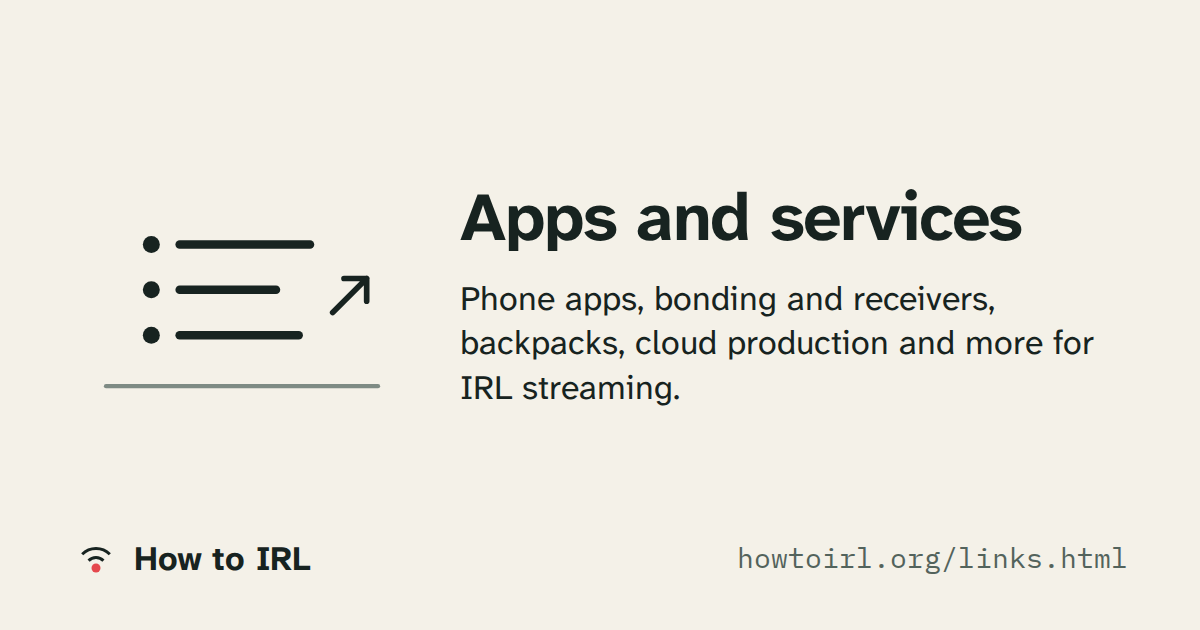 Apps and services
Phone apps, bonding and receivers,
backpacks, cloud production and more for
IRL streaming.
How to IRL
howtoirl.org/links.html